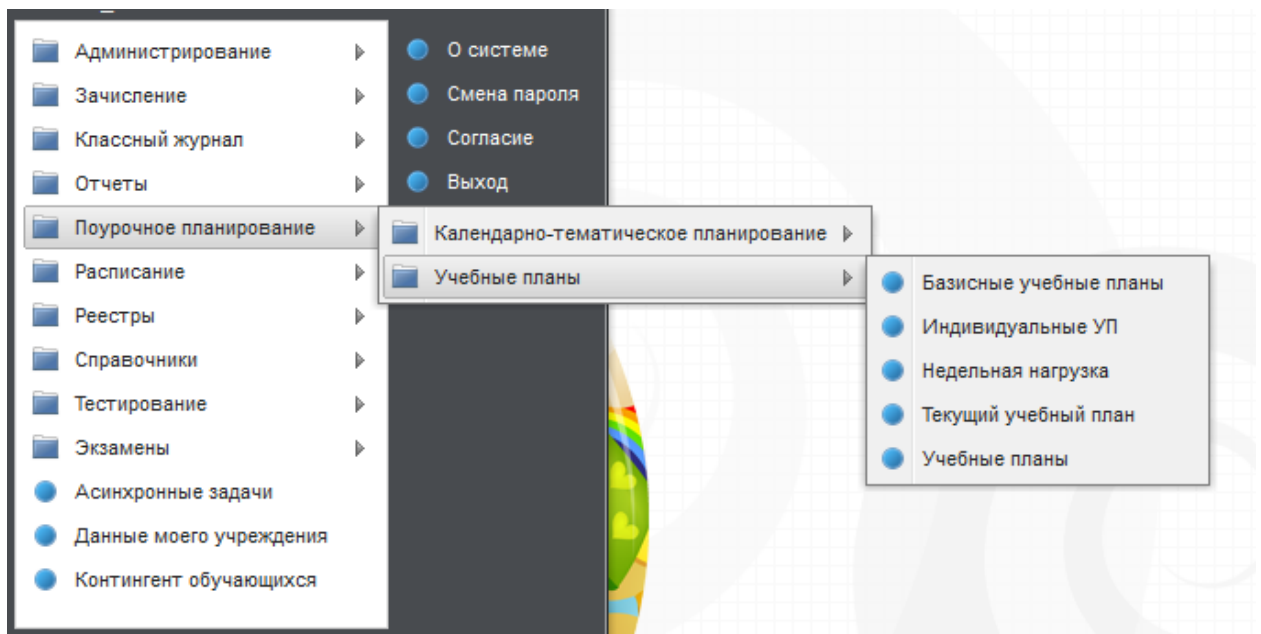 Администрирование
Зачисление
Классный журнал
Отчеты
Поурочное планирование
Расписание
Реестры
Справочники
Тестирование
Экзамены
Асинхронные задачи
Данные моего учреждения
Контингент обучающихся
О системе
Смена пароля
Согласие
Выход
Календарно-тематическое планирование
Учебные планы
Базисные учебные планы
Индивидуальные УП
Недельная нагрузка
Текущий учебный план
Учебные планы